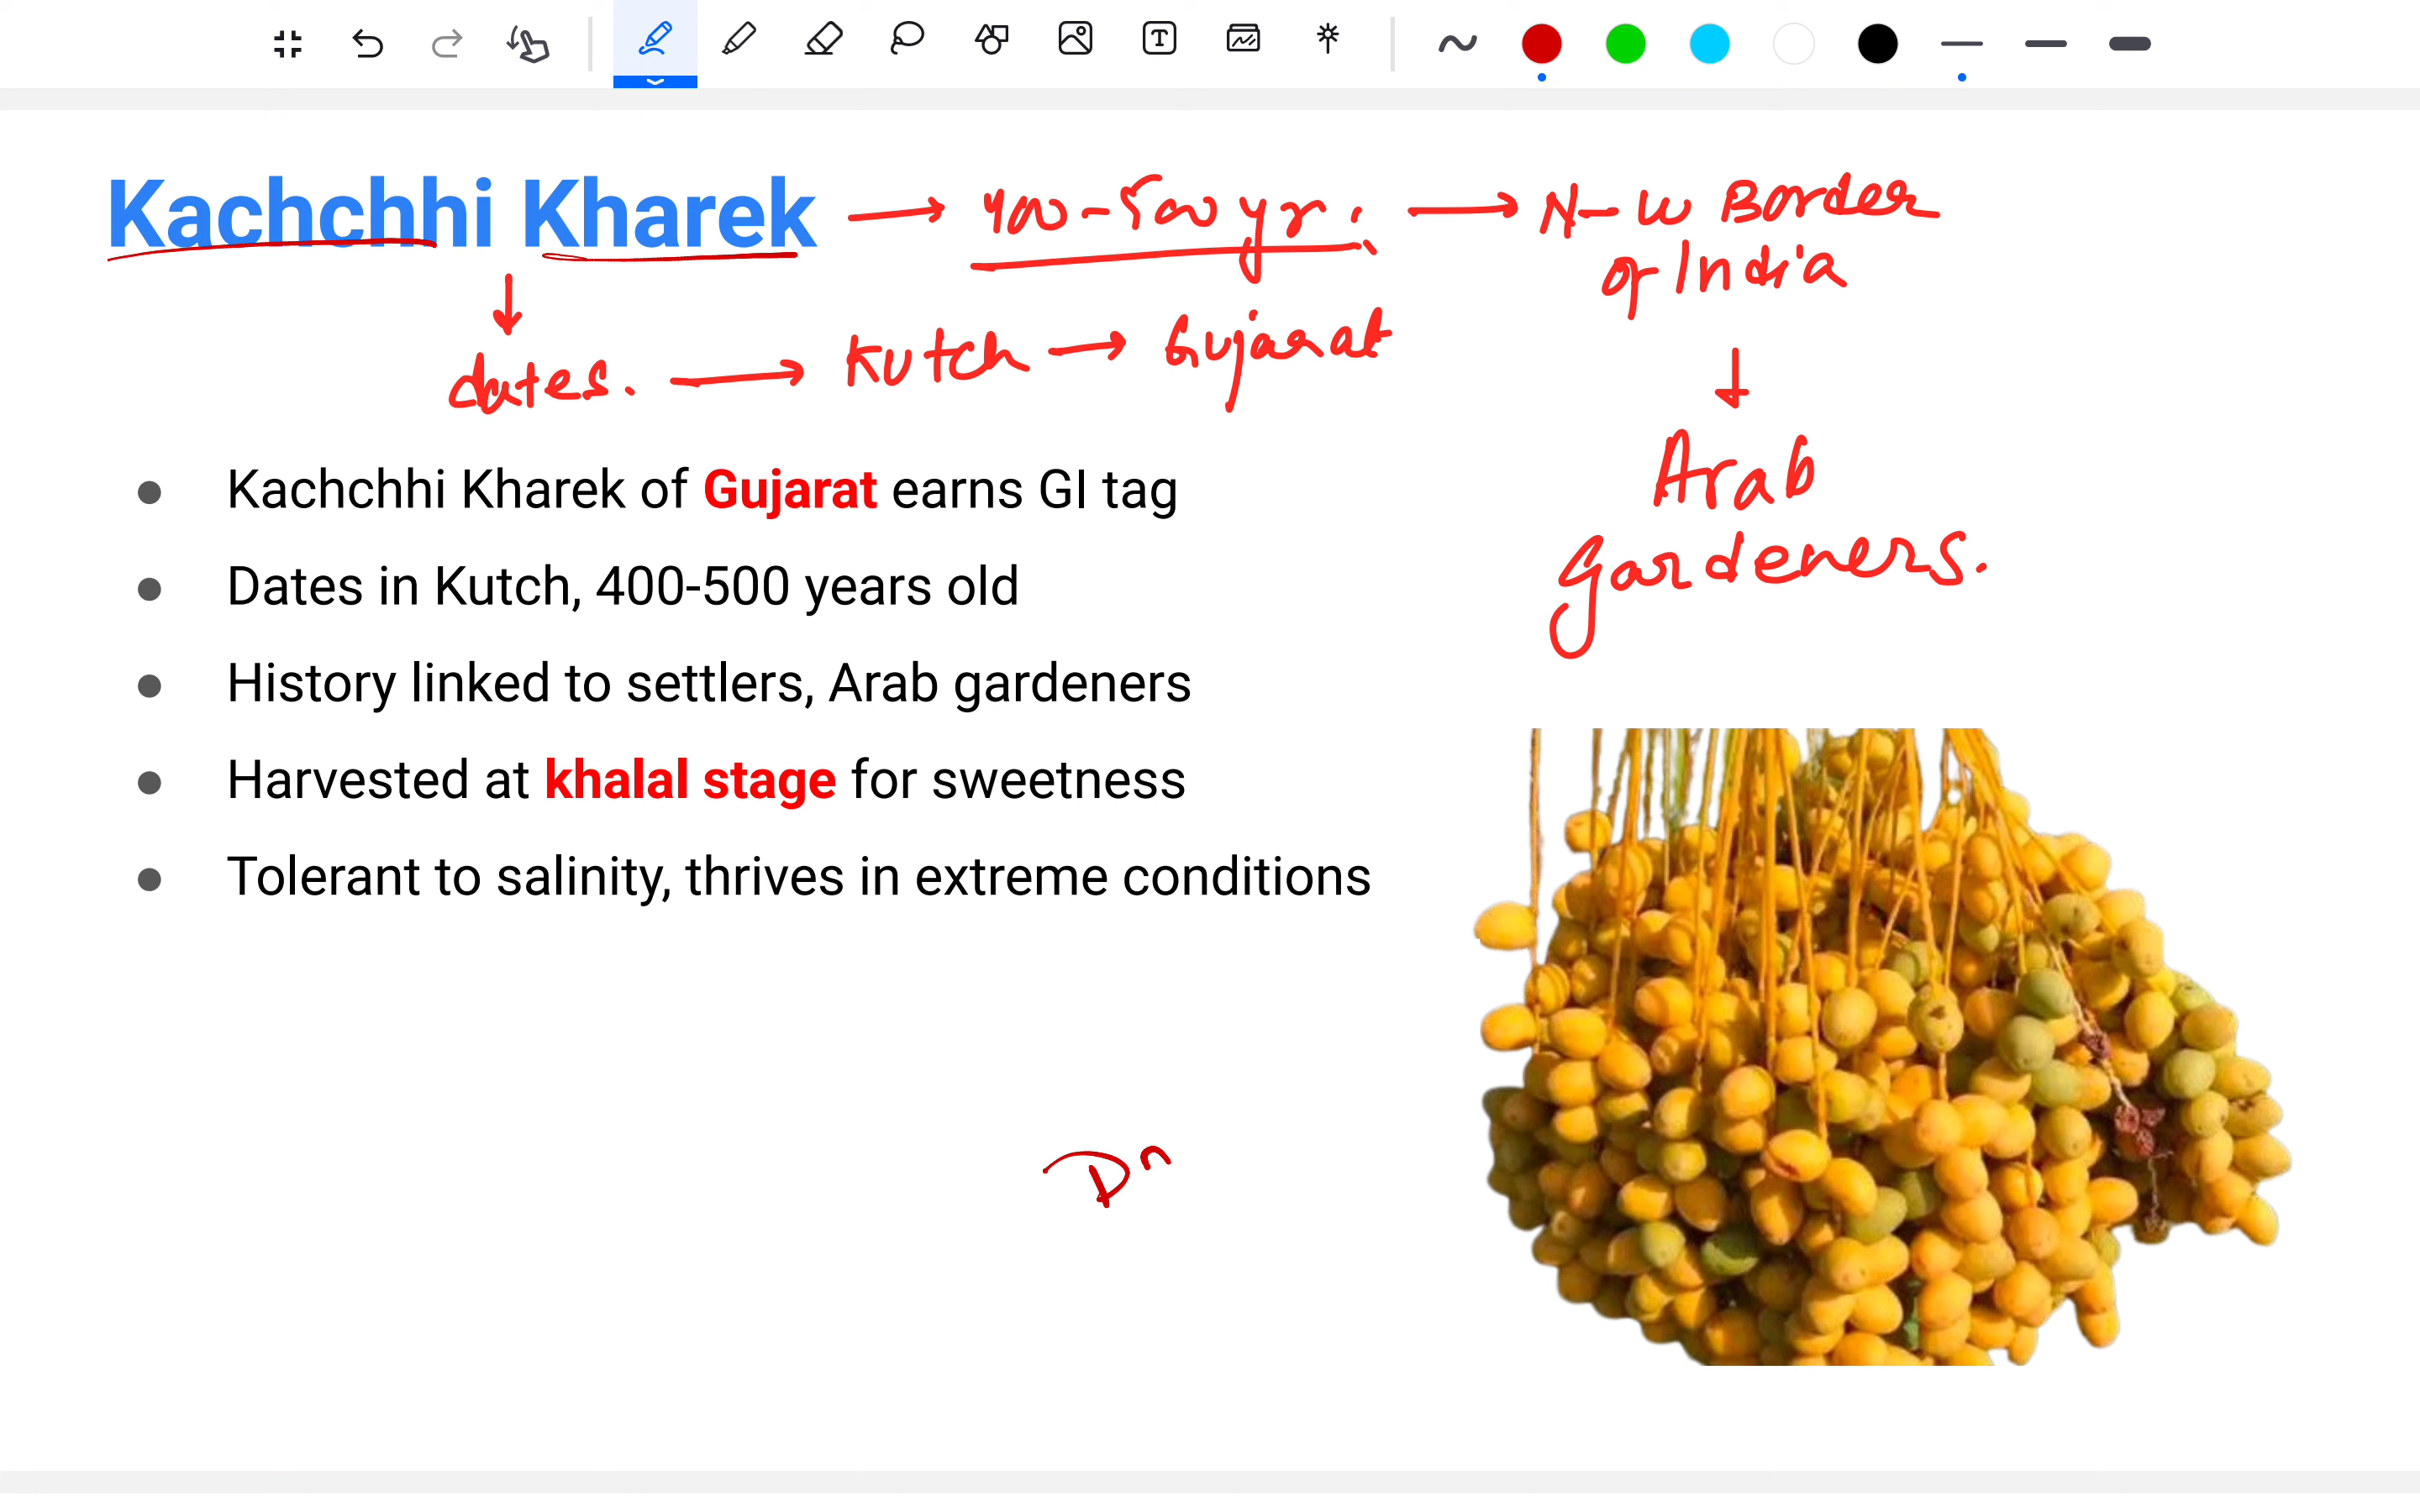 Kachchhi Kharek → 400-500 yr. → N-W Border
of India
↓
dates. → Kutch → Gujarat
↓
Arab
gardeners.
● Kachchhi Kharek of Gujarat earns GI tag
● Dates in Kutch, 400-500 years old
● History linked to settlers, Arab gardeners
● Harvested at khalal stage for sweetness
● Tolerant to salinity, thrives in extreme conditions